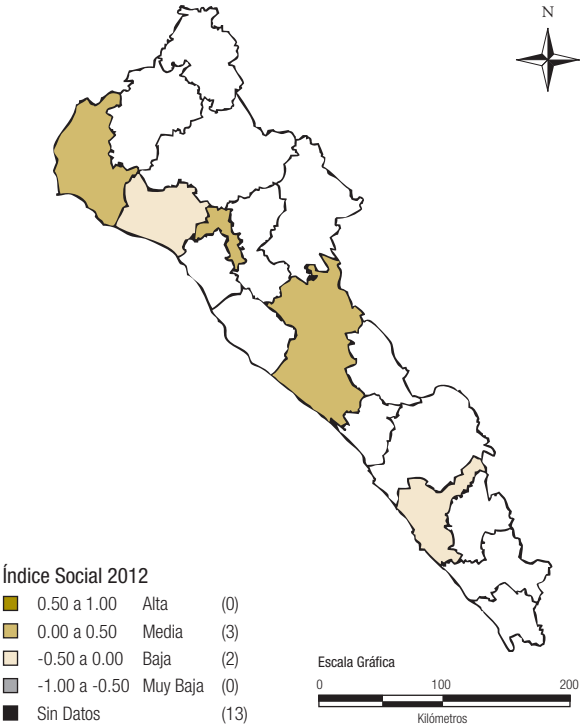 N
Índice Social 2012
0.50 a 1.00 Alta (0)
0.00 a 0.50 Media (3)
-0.50 a 0.00 Baja (2)
-1.00 a -0.50 Muy Baja (0)
Sin Datos (13)
Escala Gráfica
0 100 200
Kilómetros